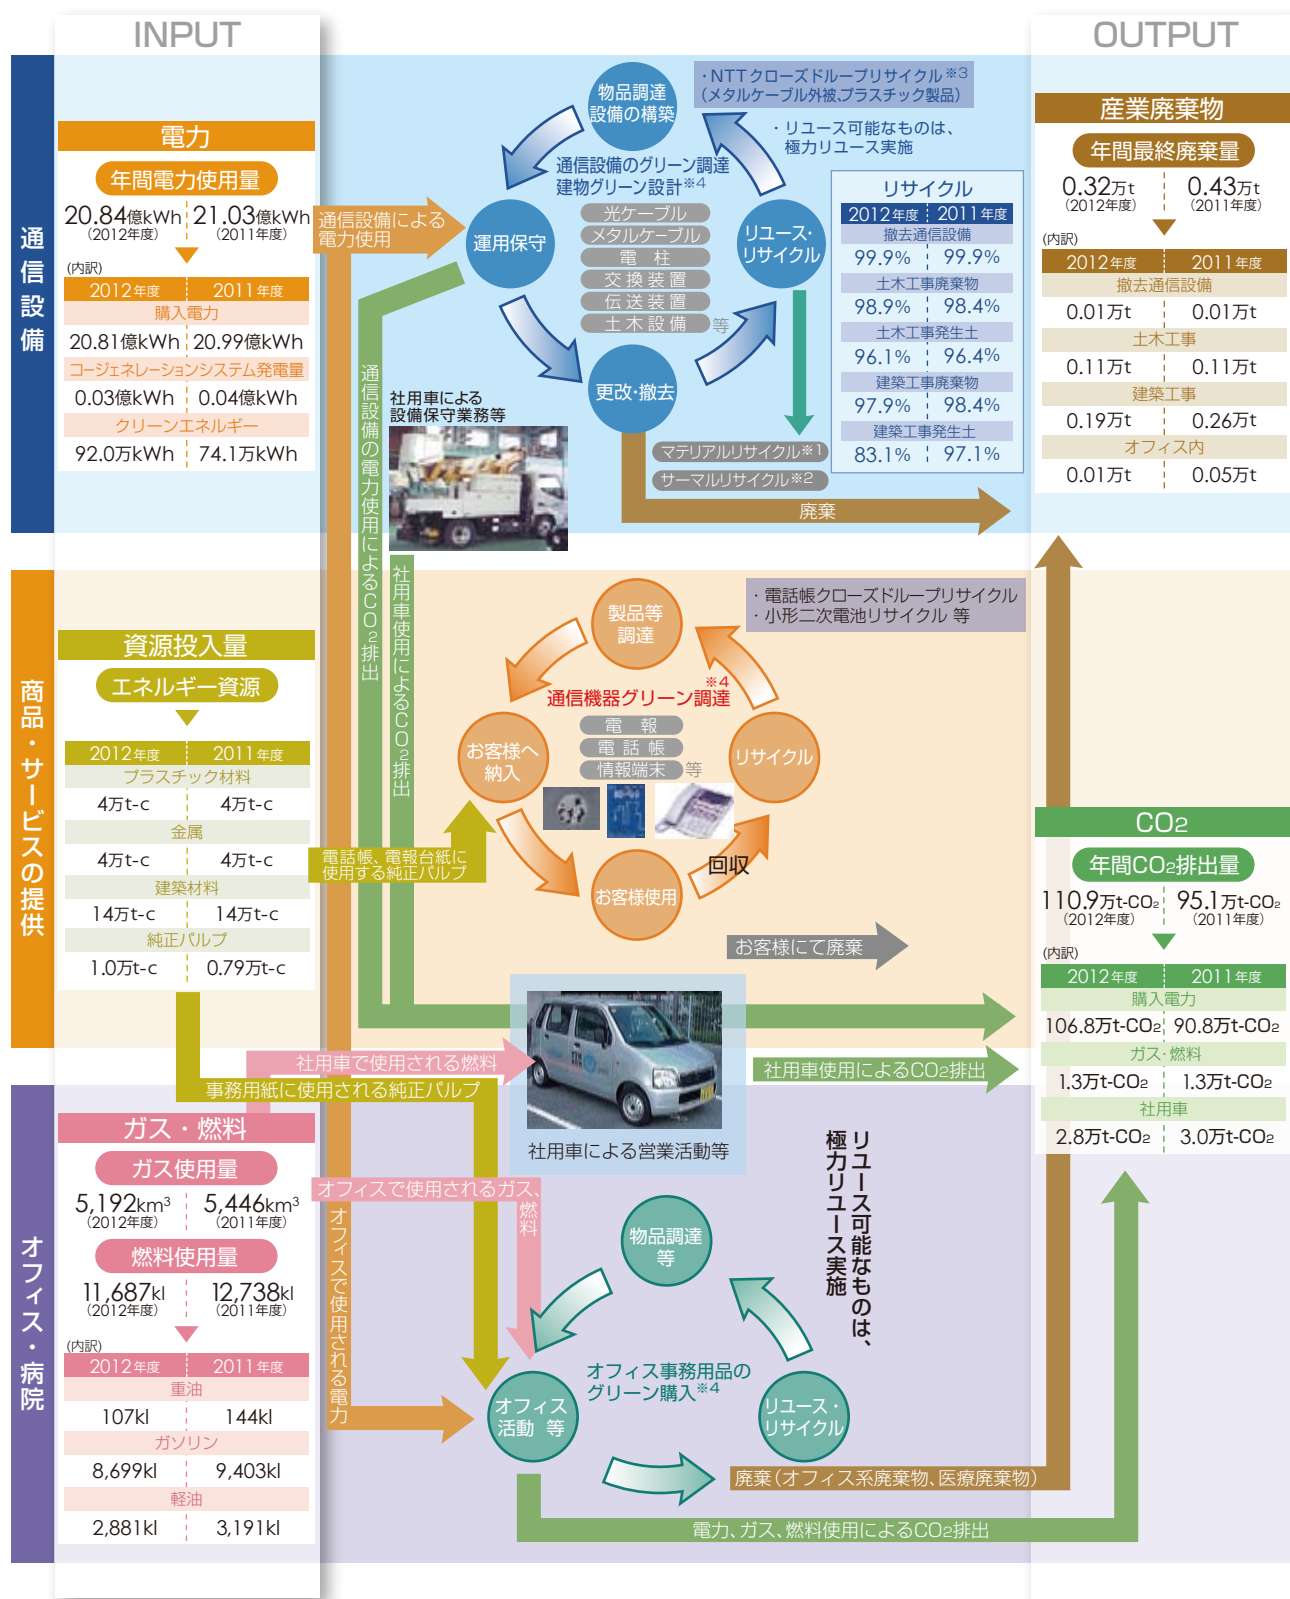 INPUT
OUTPUT
通信設備
電力
年間電力使用量
20.84億kWh 21.03億kWh
(2012年度) (2011年度)
(内訳)
2012年度 2011年度
購入電力
20.81億kWh 20.99億kWh
コージェネレーションシステム発電量
0.03億kWh 0.04億kWh
クリーンエネルギー
92.0万kWh 74.1万kWh
通信設備による
電力使用
物品調達
設備の構築
・NTTクローズドループリサイクル※3
(メタルケーブル外被、プラスチック製品)
・リユース可能なものは、
極力リユース実施
通信設備のグリーン調達
建物グリーン設計※4
運用保守
光ケーブル
メタルケーブル
電柱
交換装置
伝送装置
土木設備 等
リユース・
リサイクル
更改・撤去
社用車による
設備保守業務等
マテリアルリサイクル※1
サーマルリサイクル※2
廃棄
リサイクル
2012年度 2011年度
撤去通信設備
99.9% 99.9%
土木工事廃棄物
98.9% 98.4%
土木工事発生土
96.1% 96.4%
建築工事廃棄物
97.9% 98.4%
建築工事発生土
83.1% 97.1%
産業廃棄物
年間最終廃棄量
0.32万t 0.43万t
(2012年度) (2011年度)
(内訳)
2012年度 2011年度
撤去通信設備
0.01万t 0.01万t
土木工事
0.11万t 0.11万t
建築工事
0.19万t 0.26万t
オフィス内
0.01万t 0.05万t
通信設備の電力使用によるCO2排出
社用車使用によるCO2排出
商品・サービスの提供
資源投入量
エネルギー資源
2012年度 2011年度
プラスチック材料
4万t-c 4万t-c
金属
4万t-c 4万t-c
建築材料
14万t-c 14万t-c
純正パルプ
1.0万t-c 0.79万t-c
電話帳、電報台紙に
使用する純正パルプ
製品等
調達
・電話帳クローズドループリサイクル
・小形二次電池リサイクル 等
通信機器グリーン調達※4
お客様へ
納入
電報
電話帳
情報端末 等
リサイクル
お客様使用
回収
お客様にて廃棄
CO2
年間CO2排出量
110.9万t-CO2 95.1万t-CO2
(2012年度) (2011年度)
(内訳)
2012年度 2011年度
購入電力
106.8万t-CO2 90.8万t-CO2
ガス・燃料
1.3万t-CO2 1.3万t-CO2
社用車
2.8万t-CO2 3.0万t-CO2
社用車で使用される燃料
社用車使用によるCO2排出
事務用紙に使用される純正パルプ
社用車による営業活動等
オフィス・病院
ガス・燃料
ガス使用量
5,192km3 5,446km3
(2012年度) (2011年度)
燃料使用量
11,687kl 12,738kl
(2012年度) (2011年度)
(内訳)
2012年度 2011年度
重油
107kl 144kl
ガソリン
8,699kl 9,403kl
軽油
2,881kl 3,191kl
オフィスで使用されるガス、燃料
オフィスで使用される電力
物品調達
等
リユース可能なものは、
極力リユース実施
オフィス事務用品の
グリーン購入※4
オフィス
活動 等
リユース・
リサイクル
廃棄(オフィス系廃棄物、医療廃棄物)
電力、ガス、燃料使用によるCO2排出